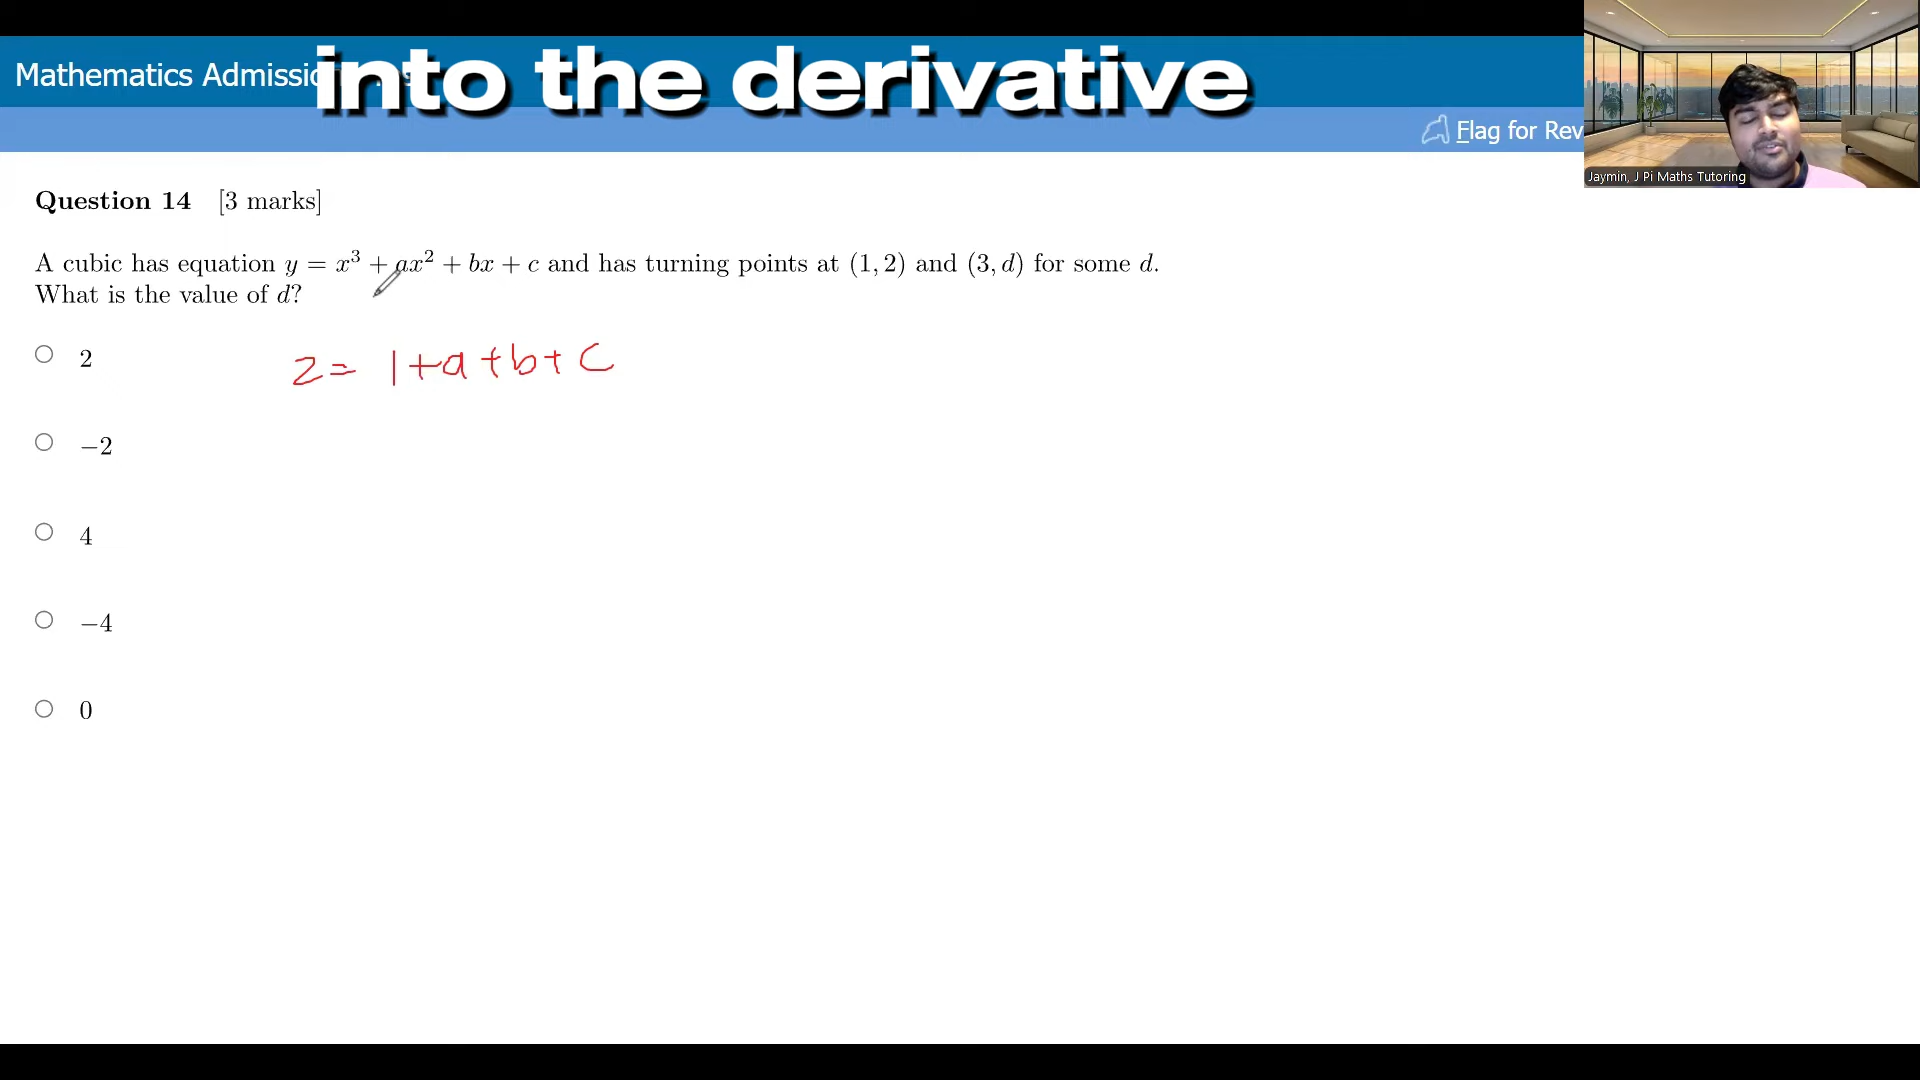 Mathematics Admissio
into the derivative
Flag for Rev
Jaymin, J Pi Maths Tutoring
Question 14 [3 marks]
A cubic has equation y = x³ + ax² + bx + c and has turning points at (1, 2) and (3, d) for some d.
What is the value of d?
2
2 = 1 + a + b + c
−2
4
−4
0